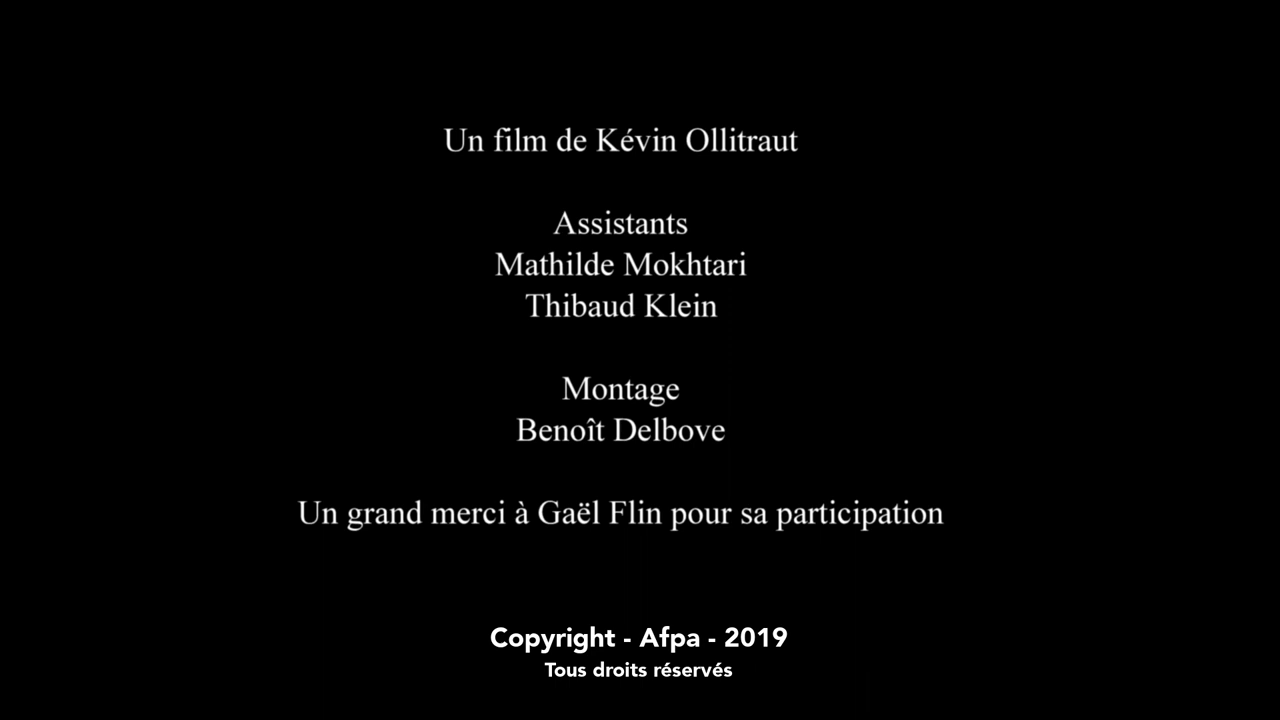 Un film de Kévin Ollitraut
Assistants
Mathilde Mokhtari
Thibaud Klein
Montage
Benoît Delbove
Un grand merci à Gaël Flin pour sa participation
Copyright - Afpa - 2019
Tous droits réservés